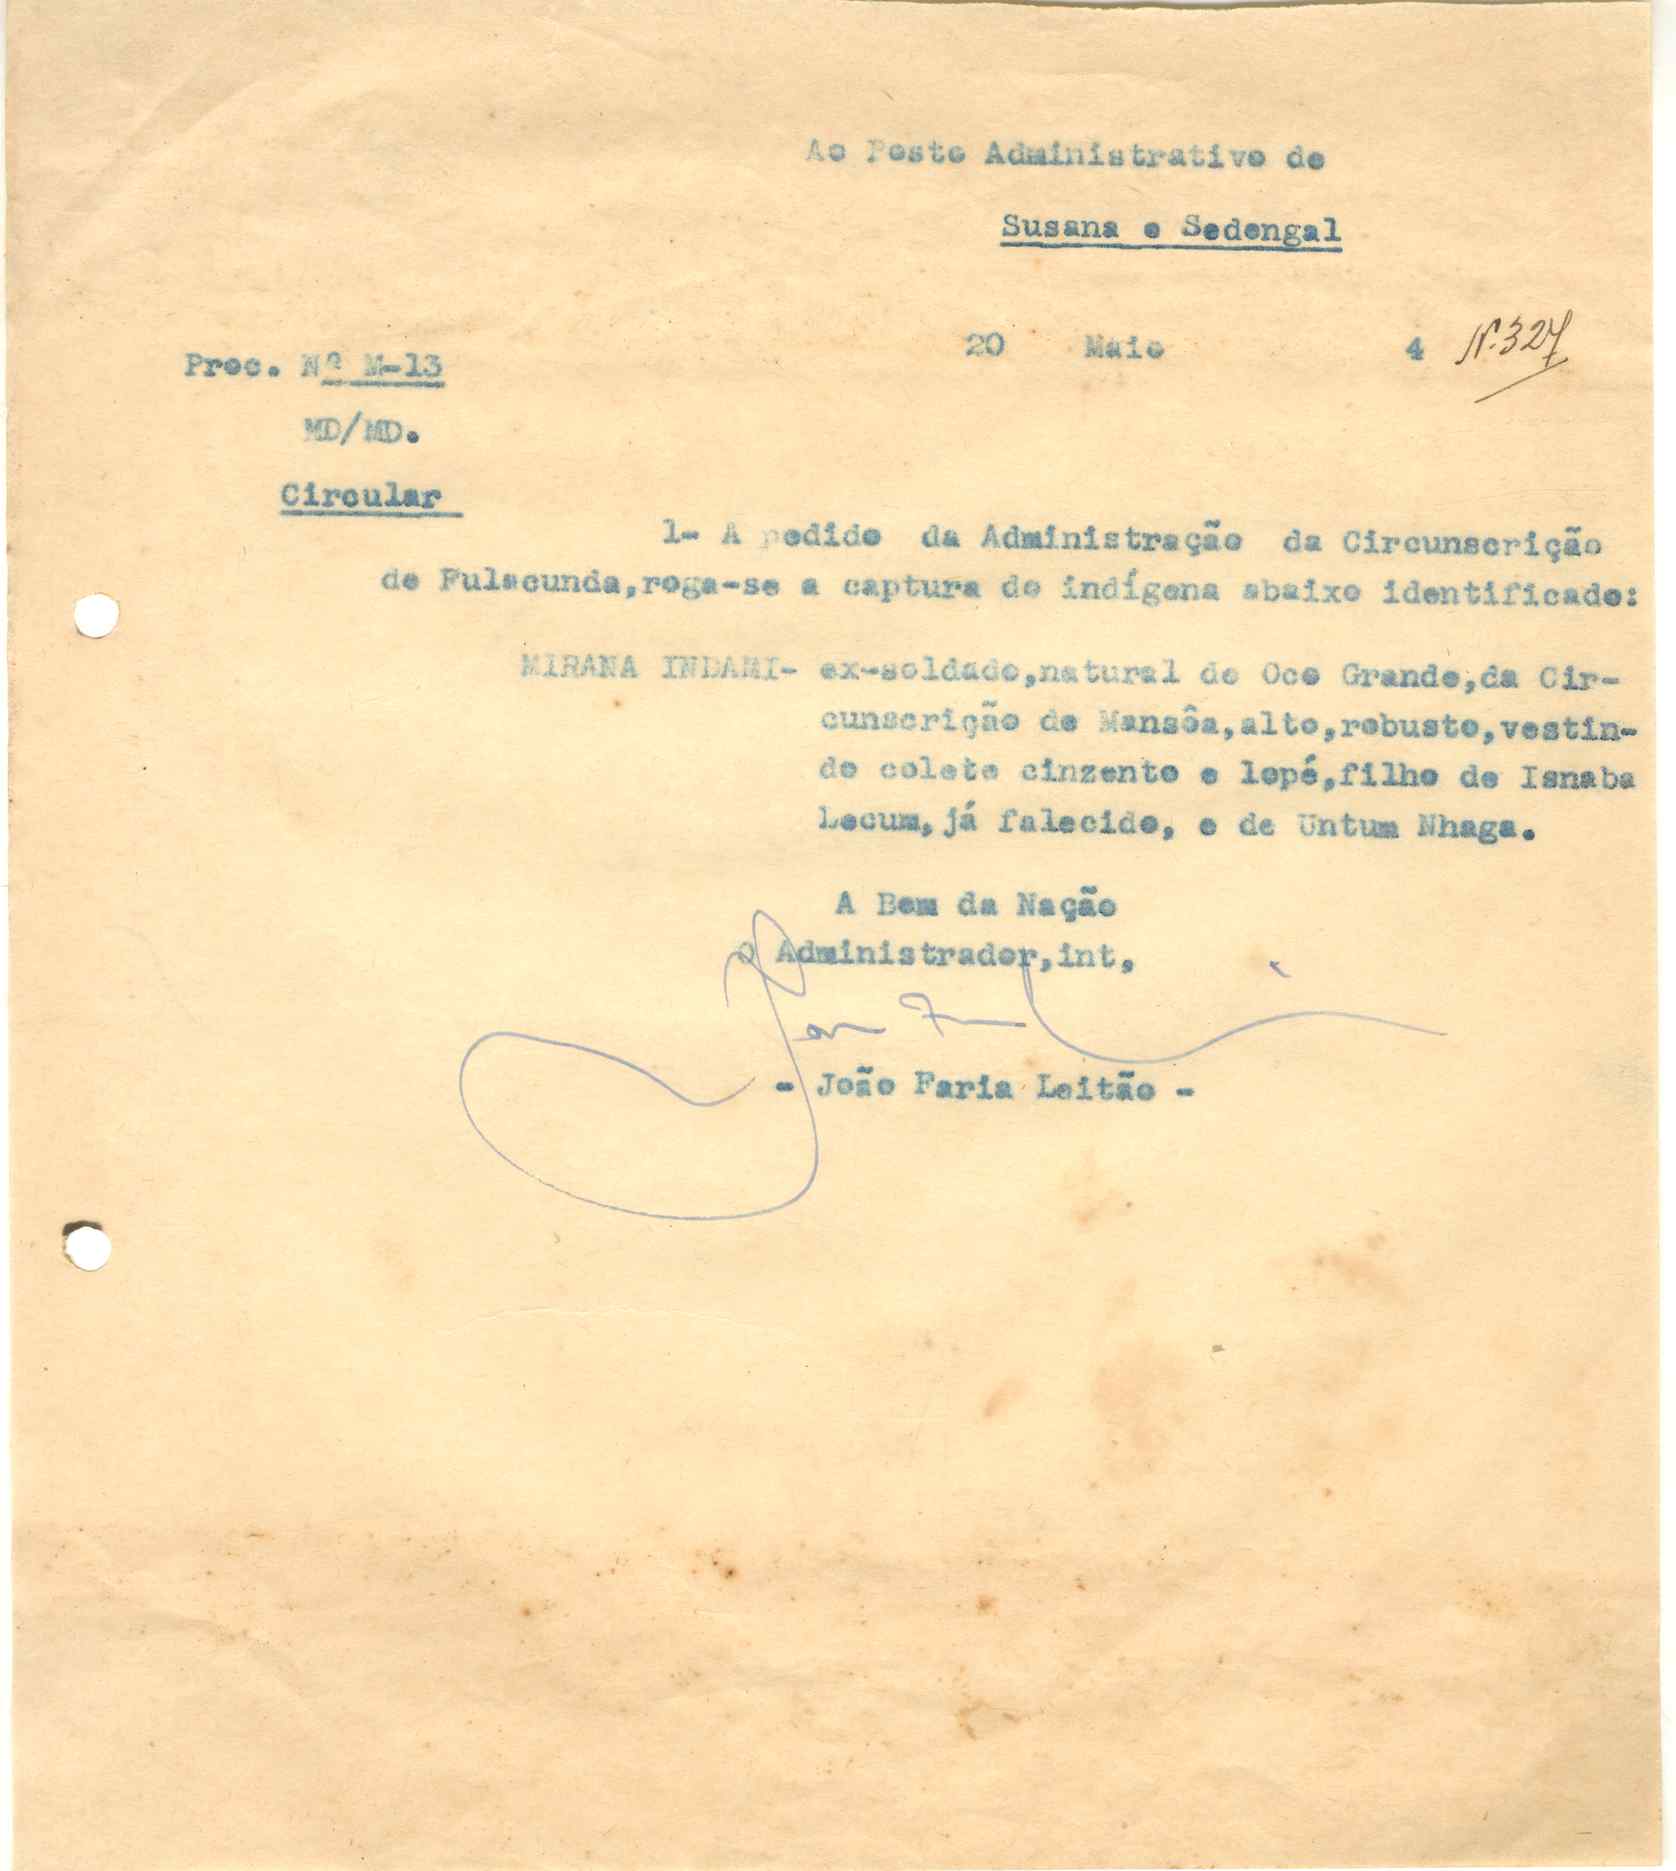 Ao Posto Administrativo de
Susana e Sedengal
20 Maio 4 Nº.327
Proc. Nº M-13
MD/MD.
Circular
1- A pedido da Administração da Circunscrição
de Fulacunda,roga-se a captura do indígena abaixo identificado:
MIRANA INDAMI- ex-soldado,natural de Oco Grande,da Cir-
cunscrição de Mansôa,alto,robusto,vestin-
do colete cinzento e lopé,filho de Isnaba
Lecum,já falecido, e de Untum Nhaga.
A Bem da Nação
O Administrador,int,
- João Faria Leitão -